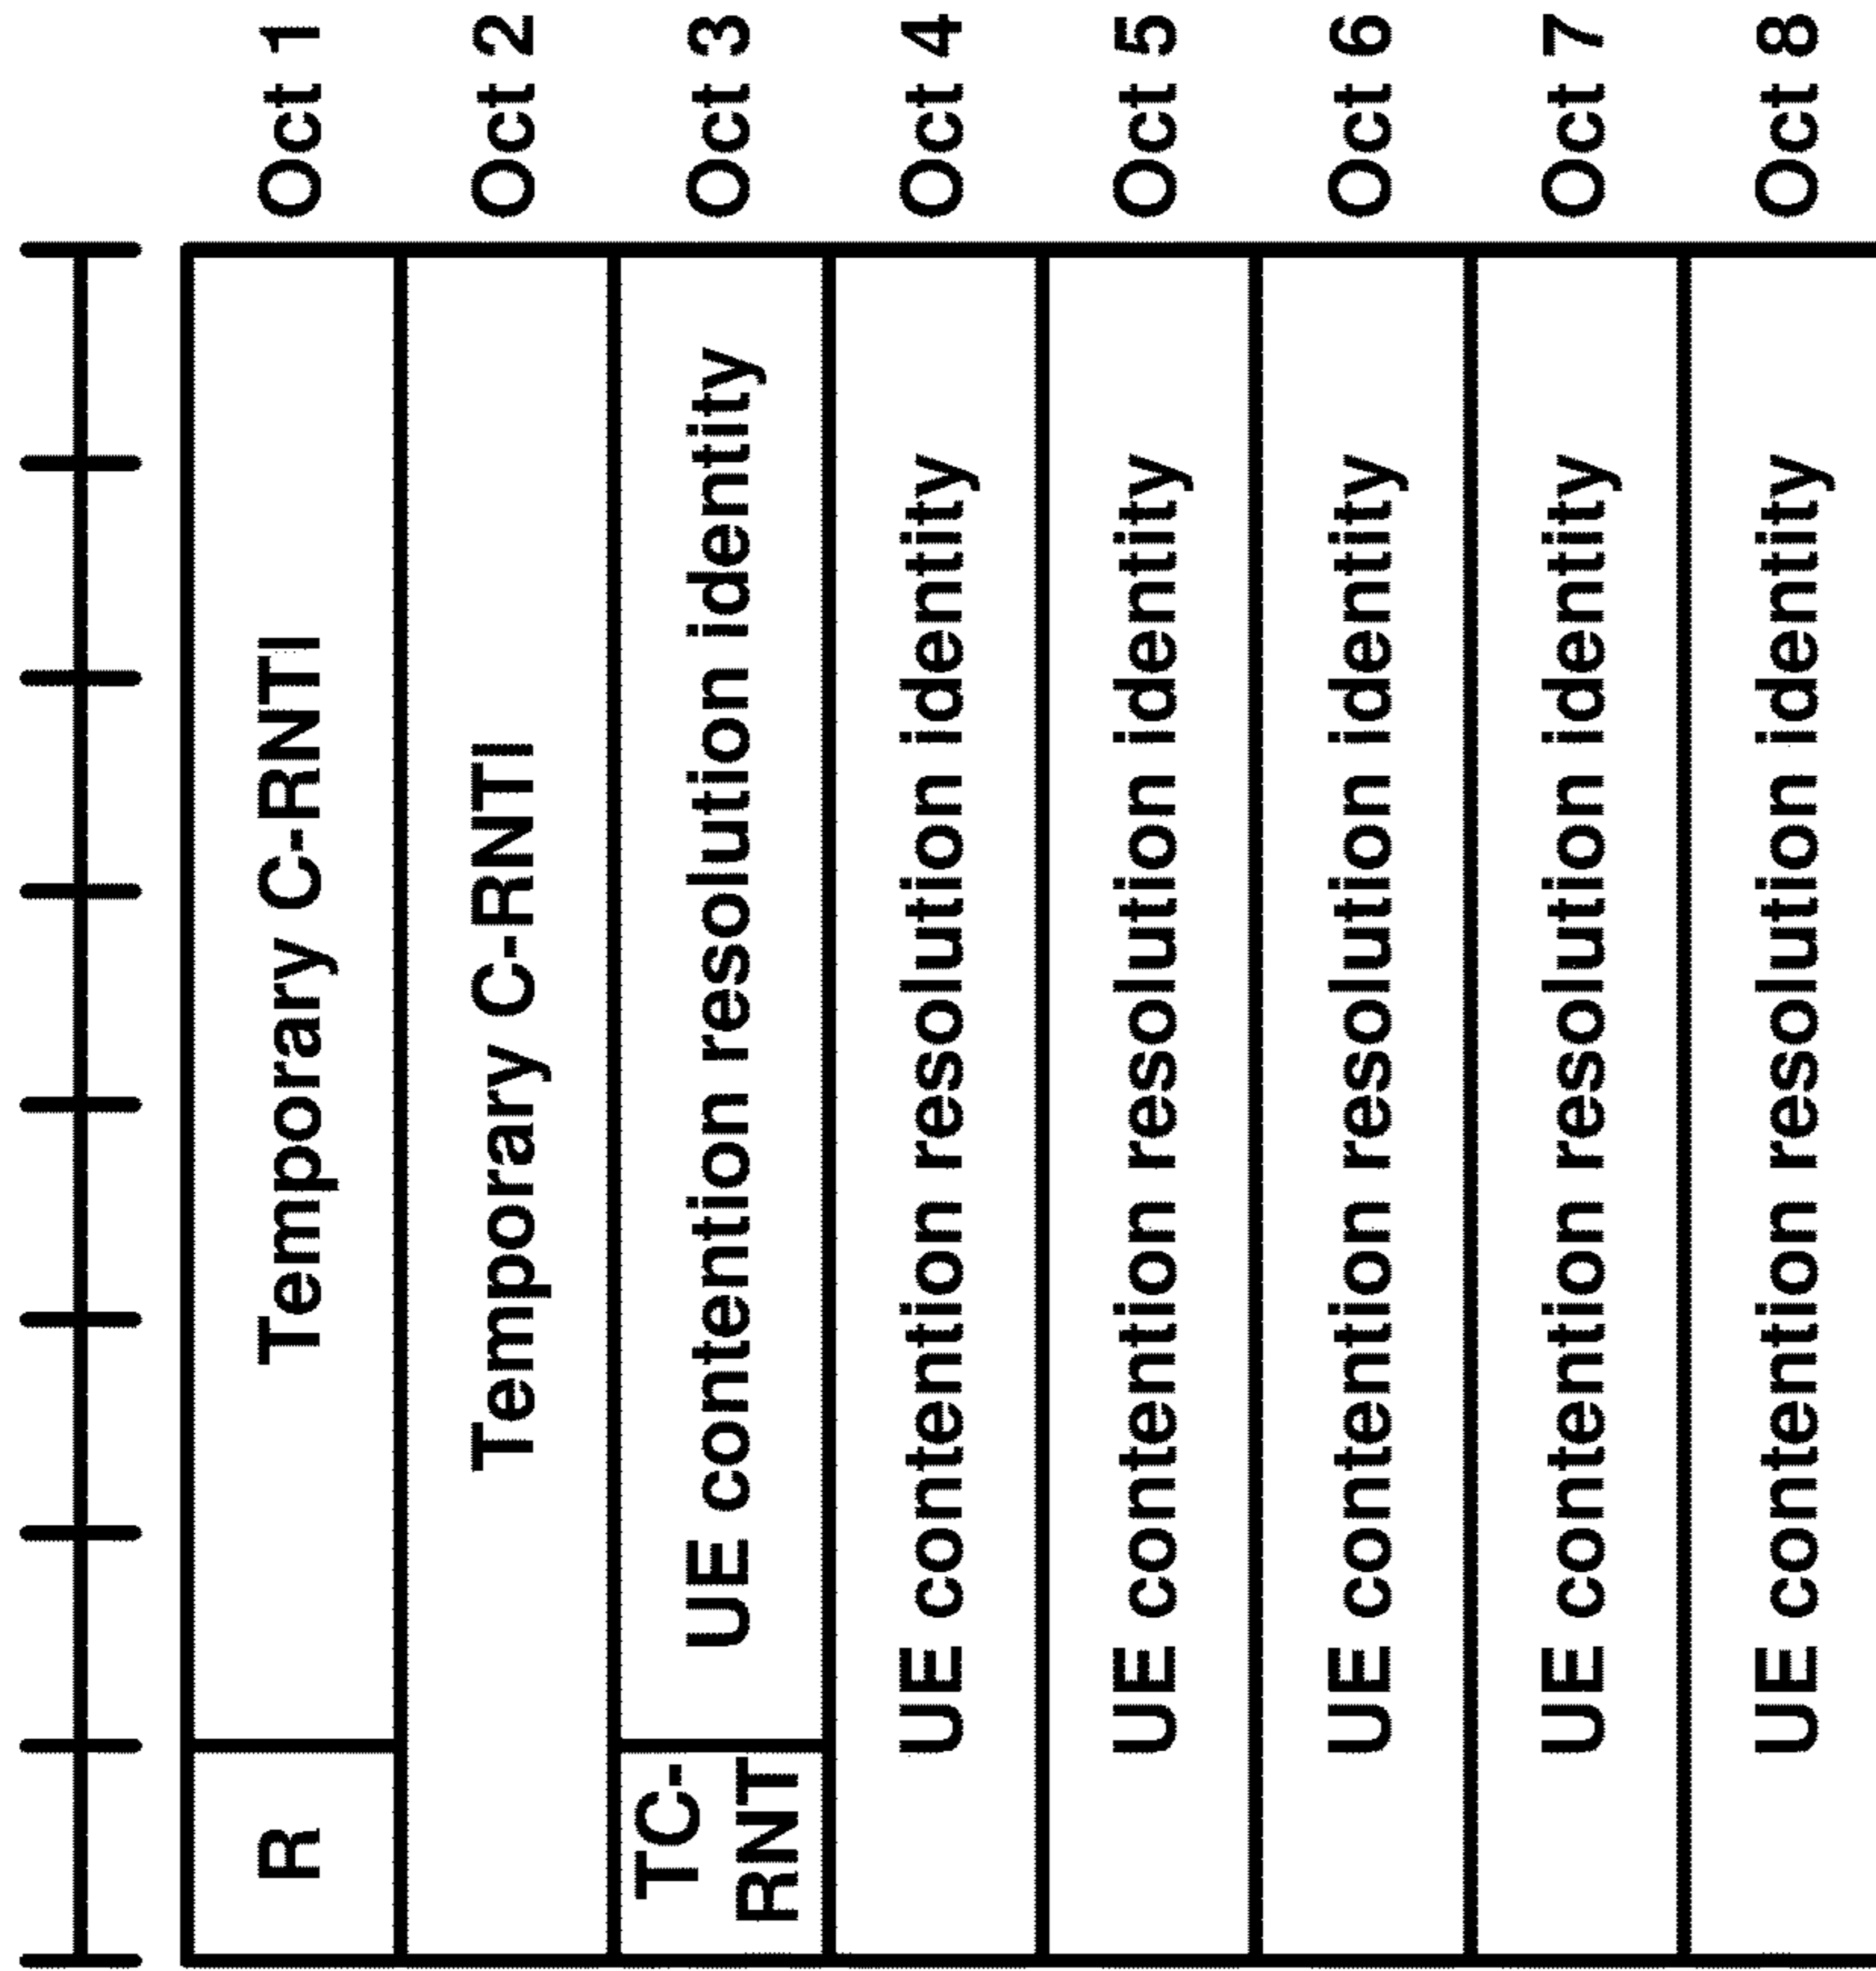 R Temporary C-RNTI Oct 1
Temporary C-RNTI Oct 2
TC-
RNT
UE contention resolution identity Oct 3
UE contention resolution identity Oct 4
UE contention resolution identity Oct 5
UE contention resolution identity Oct 6
UE contention resolution identity Oct 7
UE contention resolution identity Oct 8